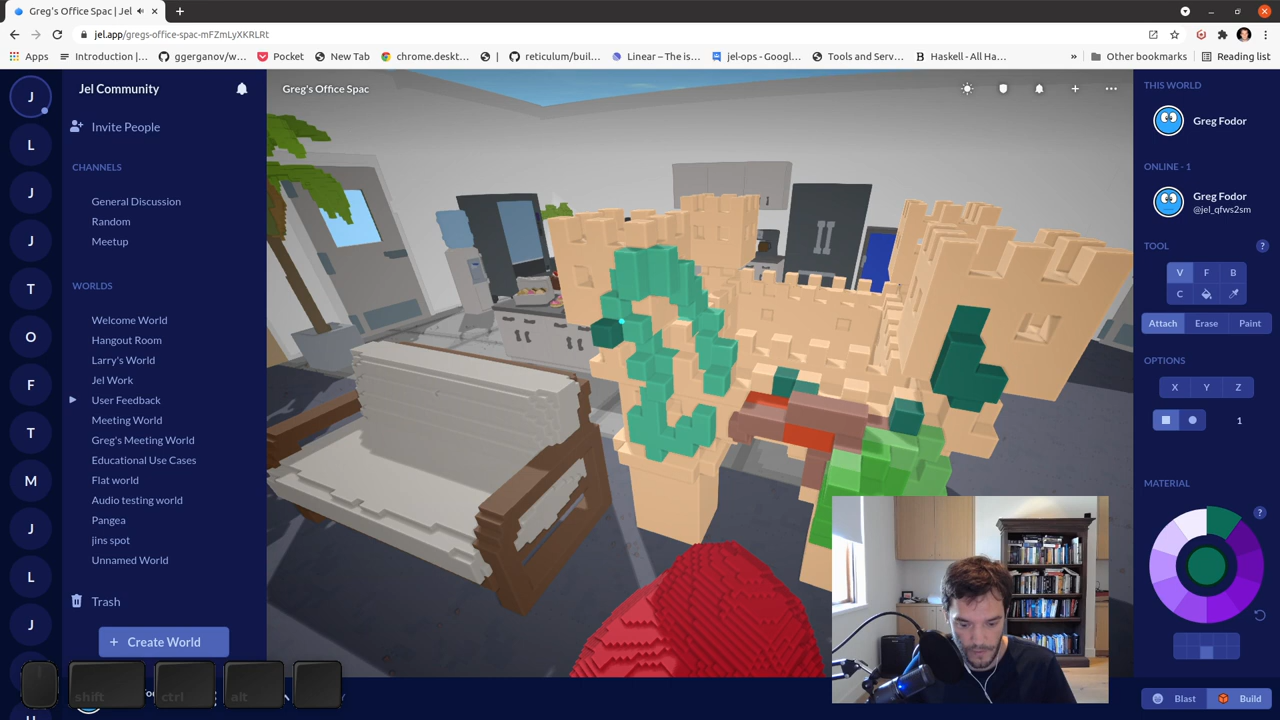 Greg's Office Spac | Jel
jel.app/gregs-office-spac-mFZmLyXKRLRt
Apps
Introduction |…
ggerganov/w…
Pocket
New Tab
chrome.deskt…
|
reticulum/buil…
Linear – The is…
jel-ops - Googl…
Tools and Serv…
Haskell - All Ha…
»
Other bookmarks
Reading list
J
L
J
J
T
O
F
T
M
J
L
J
Jel Community
Invite People
CHANNELS
General Discussion
Random
Meetup
WORLDS
Welcome World
Hangout Room
Larry's World
Jel Work
User Feedback
Meeting World
Greg's Meeting World
Educational Use Cases
Flat world
Audio testing world
Pangea
jins spot
Unnamed World
Trash
+ Create World
shift
ctrl
alt
Greg's Office Spac
THIS WORLD
Greg Fodor
ONLINE - 1
Greg Fodor
@jel_qfws2sm
TOOL
?
V F B
C
Attach Erase Paint
OPTIONS
X Y Z
1
MATERIAL
?
Blast Build